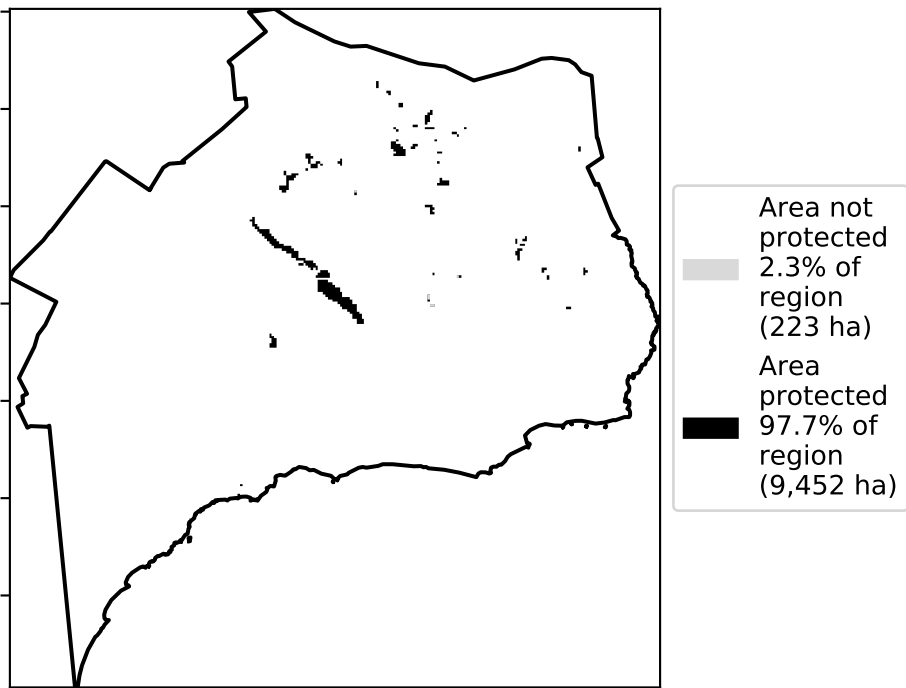 Area not
protected
2.3% of
region
(223 ha)
Area
protected
97.7% of
region
(9,452 ha)